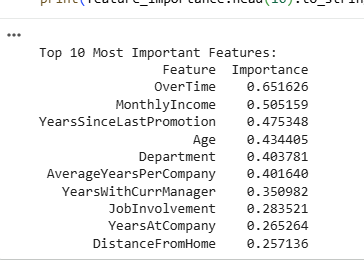 print(feature_importance.head(10).to_strin
Top 10 Most Important Features:
Feature Importance
OverTime 0.651626
MonthlyIncome 0.505159
YearsSinceLastPromotion 0.475348
Age 0.434405
Department 0.403781
AverageYearsPerCompany 0.401640
YearsWithCurrManager 0.350982
JobInvolvement 0.283521
YearsAtCompany 0.265264
DistanceFromHome 0.257136